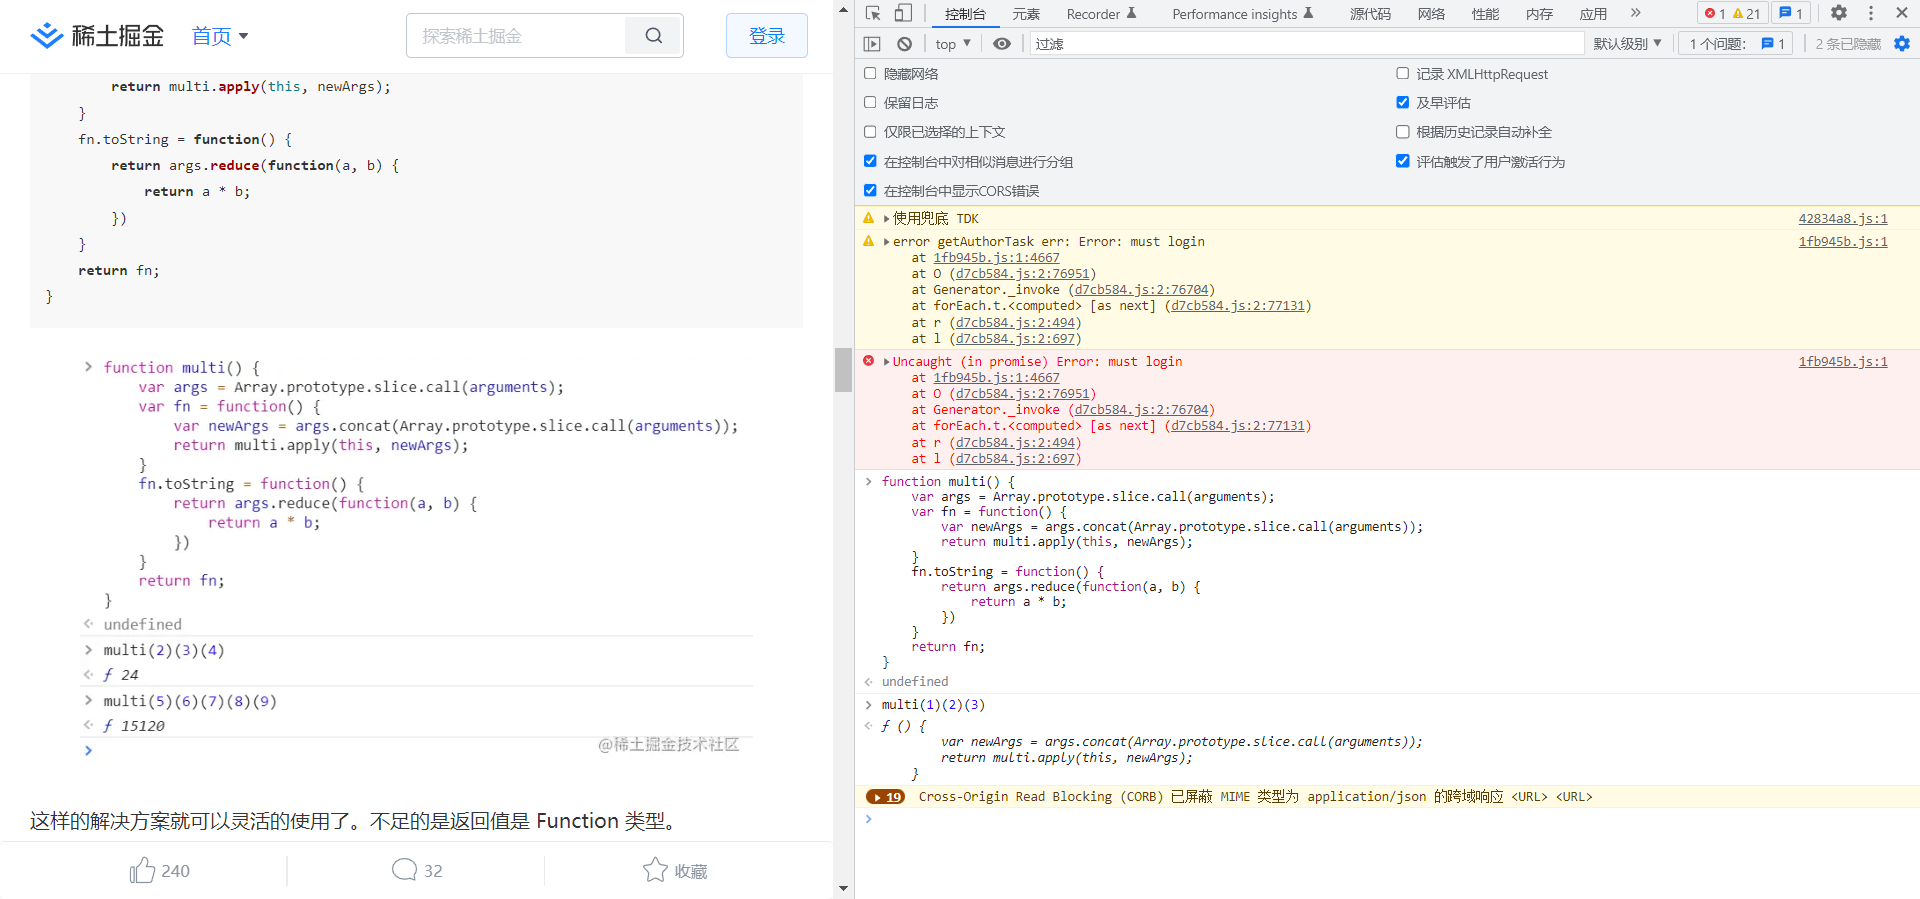 稀土掘金
首页
探索稀土掘金
登录
return multi.apply(this, newArgs);
}
fn.toString = function() {
return args.reduce(function(a, b) {
return a * b;
})
}
return fn;
}
function multi() {
var args = Array.prototype.slice.call(arguments);
var fn = function() {
var newArgs = args.concat(Array.prototype.slice.call(arguments));
return multi.apply(this, newArgs);
}
fn.toString = function() {
return args.reduce(function(a, b) {
return a * b;
})
}
return fn;
}
undefined
multi(2)(3)(4)
ƒ 24
multi(5)(6)(7)(8)(9)
ƒ 15120
@稀土掘金技术社区
这样的解决方案就可以灵活的使用了。不足的是返回值是 Function 类型。
240
32
收藏
控制台 元素 Recorder Performance insights 源代码 网络 性能 内存 应用 » 1 21 1
top 过滤 默认级别 1 个问题: 1 2 条已隐藏
隐藏网络 记录 XMLHttpRequest
保留日志 及早评估
仅限已选择的上下文 根据历史记录自动补全
在控制台中对相似消息进行分组 评估触发了用户激活行为
在控制台中显示CORS错误
使用兜底 TDK 42834a8.js:1
error getAuthorTask err: Error: must login 1fb945b.js:1
at 1fb945b.js:1:4667
at O (d7cb584.js:2:76951)
at Generator._invoke (d7cb584.js:2:76704)
at forEach.t.<computed> [as next] (d7cb584.js:2:77131)
at r (d7cb584.js:2:494)
at l (d7cb584.js:2:697)
Uncaught (in promise) Error: must login 1fb945b.js:1
at 1fb945b.js:1:4667
at O (d7cb584.js:2:76951)
at Generator._invoke (d7cb584.js:2:76704)
at forEach.t.<computed> [as next] (d7cb584.js:2:77131)
at r (d7cb584.js:2:494)
at l (d7cb584.js:2:697)
function multi() {
var args = Array.prototype.slice.call(arguments);
var fn = function() {
var newArgs = args.concat(Array.prototype.slice.call(arguments));
return multi.apply(this, newArgs);
}
fn.toString = function() {
return args.reduce(function(a, b) {
return a * b;
})
}
return fn;
}
undefined
multi(1)(2)(3)
ƒ () {
var newArgs = args.concat(Array.prototype.slice.call(arguments));
return multi.apply(this, newArgs);
}
19 Cross-Origin Read Blocking (CORB) 已屏蔽 MIME 类型为 application/json 的跨域响应 <URL> <URL>